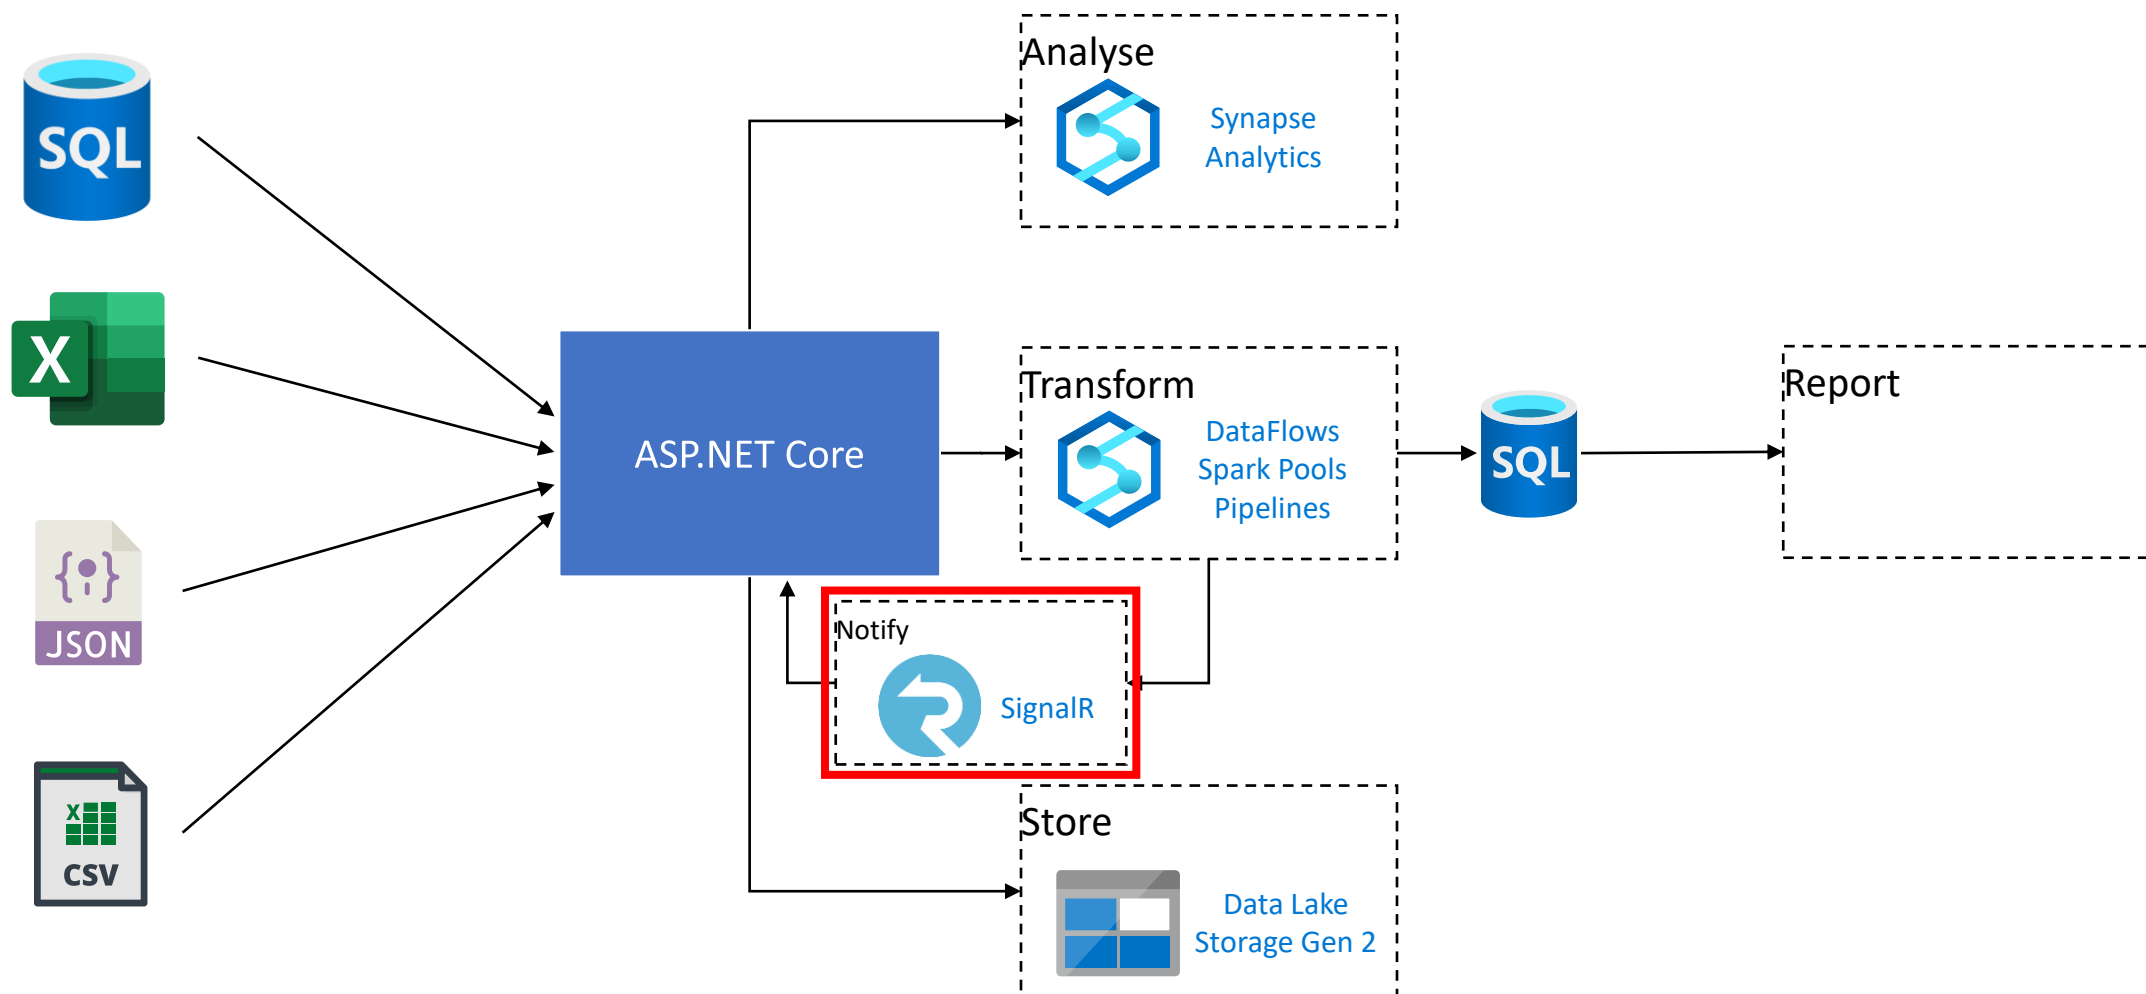 SQL
X
JSON
X
CSV
ASP.NET Core
Analyse
Synapse
Analytics
Transform
DataFlows
Spark Pools
Pipelines
Notify
SignalR
Store
Data Lake
Storage Gen 2
SQL
Report